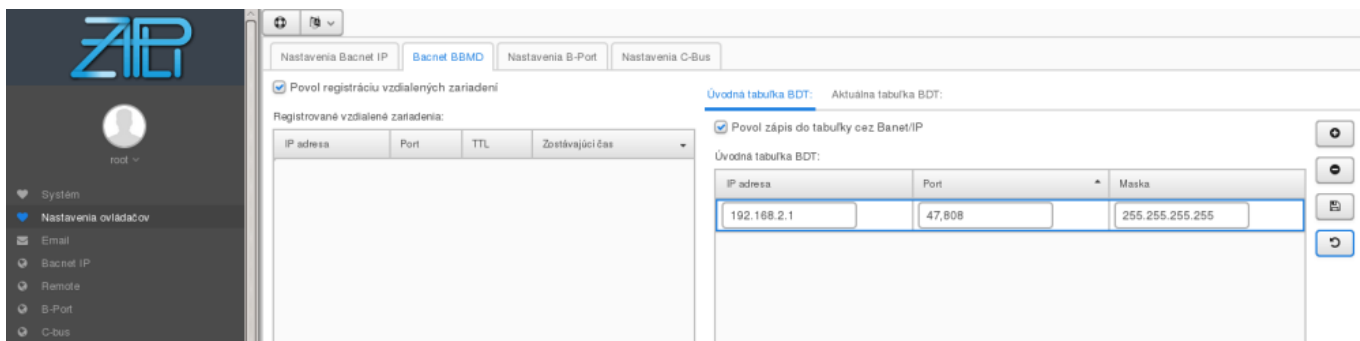 ZAPLI
root
Systém
Nastavenia ovládačov
Email
Bacnet IP
Remote
B-Port
C-bus
Nastavenia Bacnet IP
Bacnet BBMD
Nastavenia B-Port
Nastavenia C-Bus
Povol registráciu vzdialených zariadení
Registrované vzdialené zariadenia:
IP adresa
Port
TTL
Zostávajúci čas
Úvodná tabuľka BDT:
Aktuálna tabuľka BDT:
Povol zápis do tabuľky cez Banet/IP
Úvodná tabuľka BDT:
IP adresa
Port
Maska
192.168.2.1
47,808
255.255.255.255